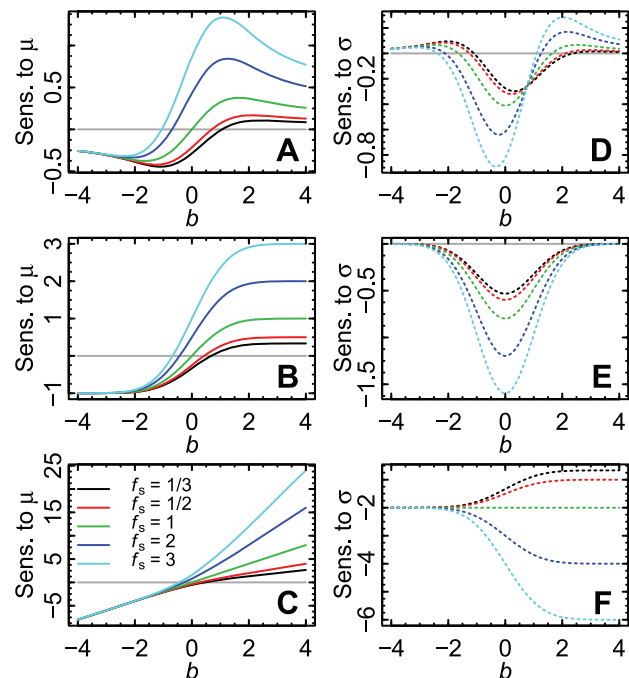 Sens. to μ
0.5
−0.5
A
−4 −2 0 2 4
b
Sens. to σ
−0.2
−0.8
D
−4 −2 0 2 4
b
Sens. to μ
3
2
1
−1
B
−4 −2 0 2 4
b
Sens. to σ
−0.5
−1.5
E
−4 −2 0 2 4
b
Sens. to μ
25
15
5
−5
fs = 1/3
fs = 1/2
fs = 1
fs = 2
fs = 3
C
−4 −2 0 2 4
b
Sens. to σ
−2
−4
−6
F
−4 −2 0 2 4
b